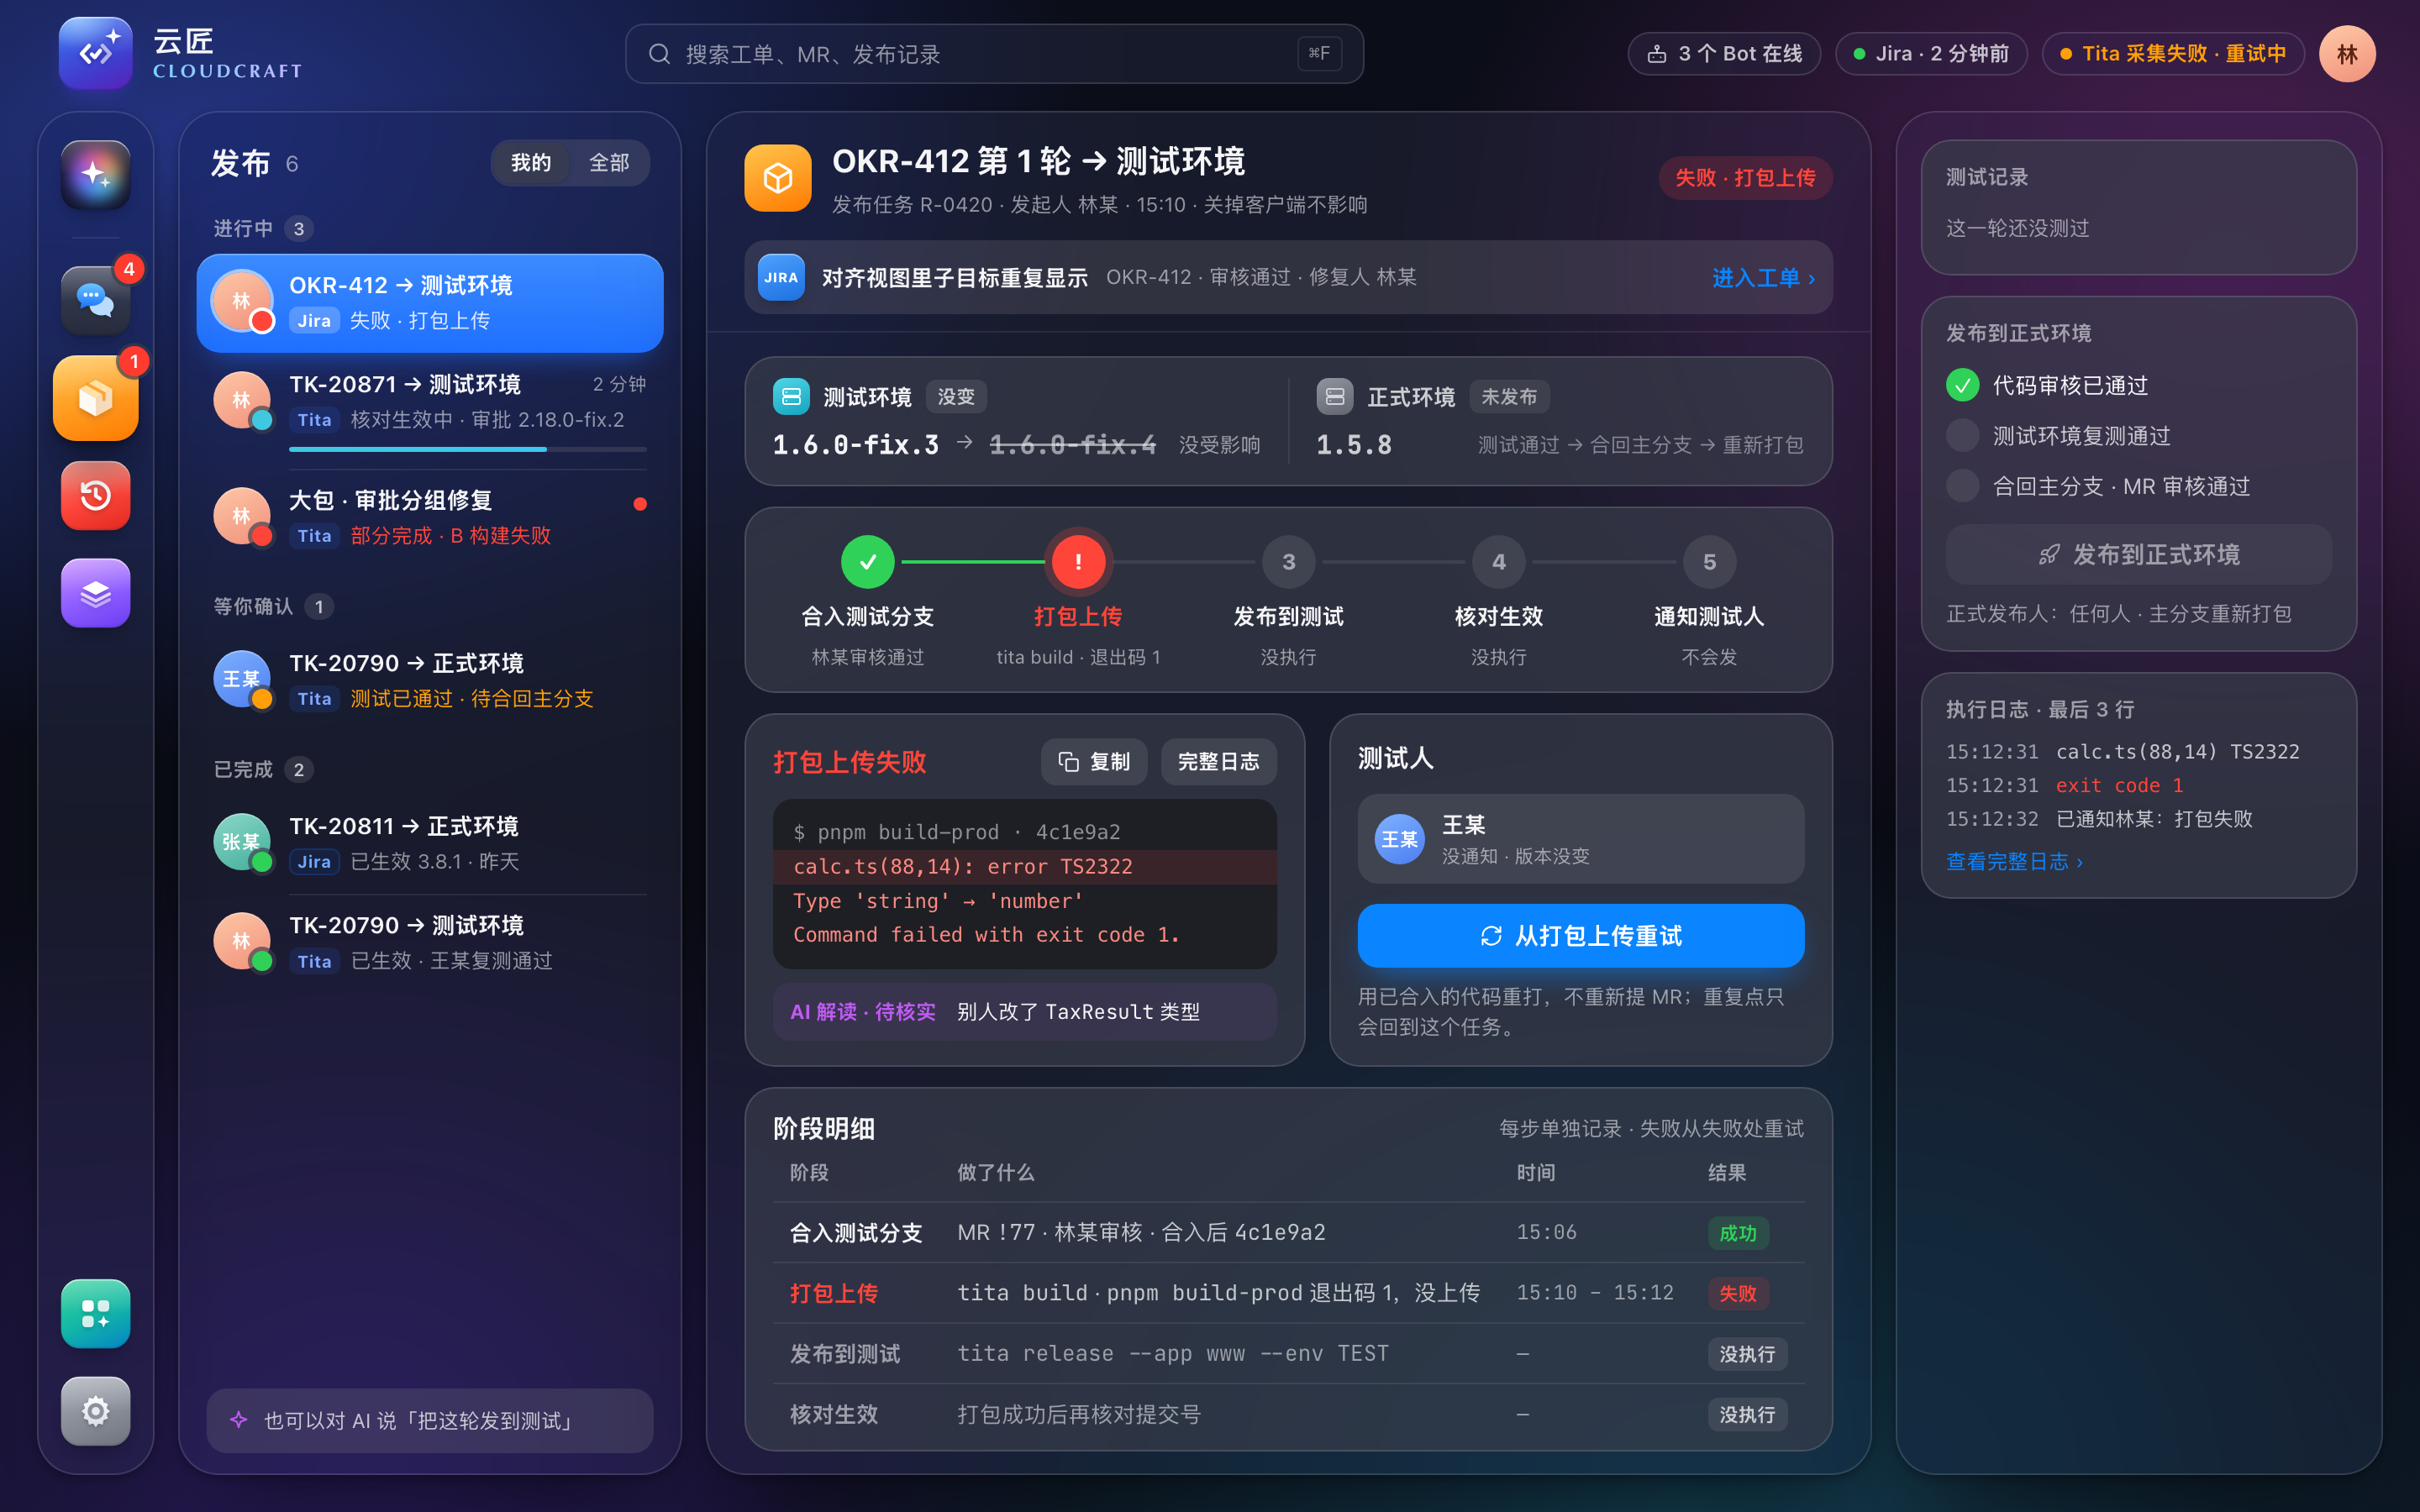 云匠
CLOUDCRAFT
搜索工单、MR、发布记录
⌘F
3 个 Bot 在线
Jira · 2 分钟前
Tita 采集失败 · 重试中
林
4
1
发布 6
我的
全部
进行中 3
林
OKR-412 → 测试环境
Jira 失败 · 打包上传
林
TK-20871 → 测试环境
2 分钟
Tita 核对生效中 · 审批 2.18.0-fix.2
林
大包 · 审批分组修复
Tita 部分完成 · B 构建失败
等你确认 1
王某
TK-20790 → 正式环境
Tita 测试已通过 · 待合回主分支
已完成 2
张某
TK-20811 → 正式环境
Jira 已生效 3.8.1 · 昨天
林
TK-20790 → 测试环境
Tita 已生效 · 王某复测通过
也可以对 AI 说「把这轮发到测试」
OKR-412 第 1 轮 → 测试环境
发布任务 R-0420 · 发起人 林某 · 15:10 · 关掉客户端不影响
失败 · 打包上传
JIRA
对齐视图里子目标重复显示
OKR-412 · 审核通过 · 修复人 林某
进入工单 ›
测试环境 没变
1.6.0-fix.3 → 1.6.0-fix.4 没受影响
正式环境 未发布
1.5.8
测试通过 → 合回主分支 → 重新打包
!
3
4
5
合入测试分支
打包上传
发布到测试
核对生效
通知测试人
林某审核通过
tita build · 退出码 1
没执行
没执行
不会发
打包上传失败
复制
完整日志
$ pnpm build-prod · 4c1e9a2
calc.ts(88,14): error TS2322
Type 'string' → 'number'
Command failed with exit code 1.
AI 解读 · 待核实 别人改了 TaxResult 类型
测试人
王某
王某
没通知 · 版本没变
从打包上传重试
用已合入的代码重打，不重新提 MR；重复点只
会回到这个任务。
阶段明细
每步单独记录 · 失败从失败处重试
阶段 做了什么 时间 结果
合入测试分支 MR !77 · 林某审核 · 合入后 4c1e9a2 15:06 成功
打包上传 tita build · pnpm build-prod 退出码 1，没上传 15:10 – 15:12 失败
发布到测试 tita release --app www --env TEST — 没执行
核对生效 打包成功后再核对提交号 — 没执行
测试记录
这一轮还没测过
发布到正式环境
代码审核已通过
测试环境复测通过
合回主分支 · MR 审核通过
发布到正式环境
正式发布人：任何人 · 主分支重新打包
执行日志 · 最后 3 行
15:12:31 calc.ts(88,14) TS2322
15:12:31 exit code 1
15:12:32 已通知林某：打包失败
查看完整日志 ›